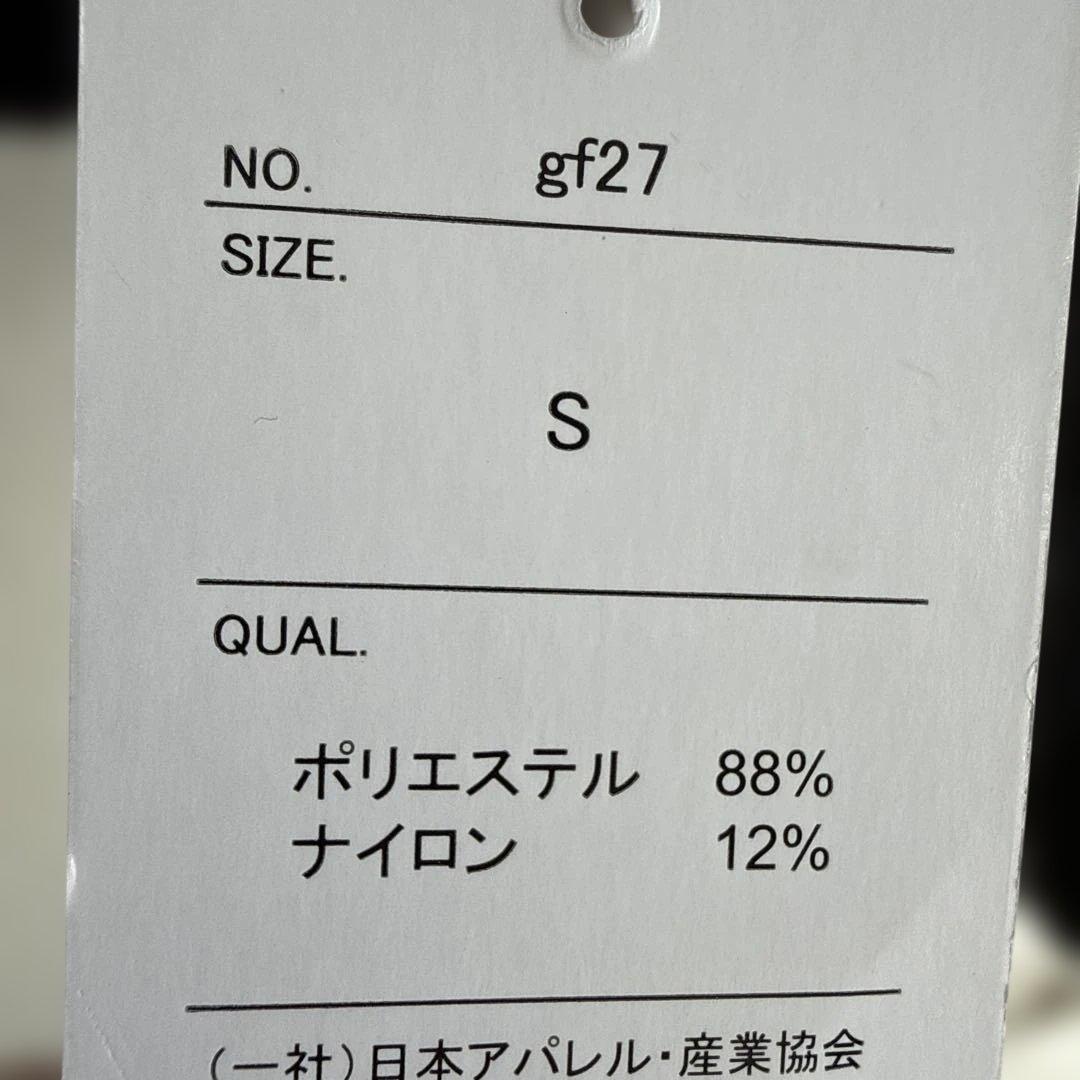 NO. gf27
SIZE.
S
QUAL.
ポリエステル 88%
ナイロン 12%
(一社)日本アパレル・産業協会